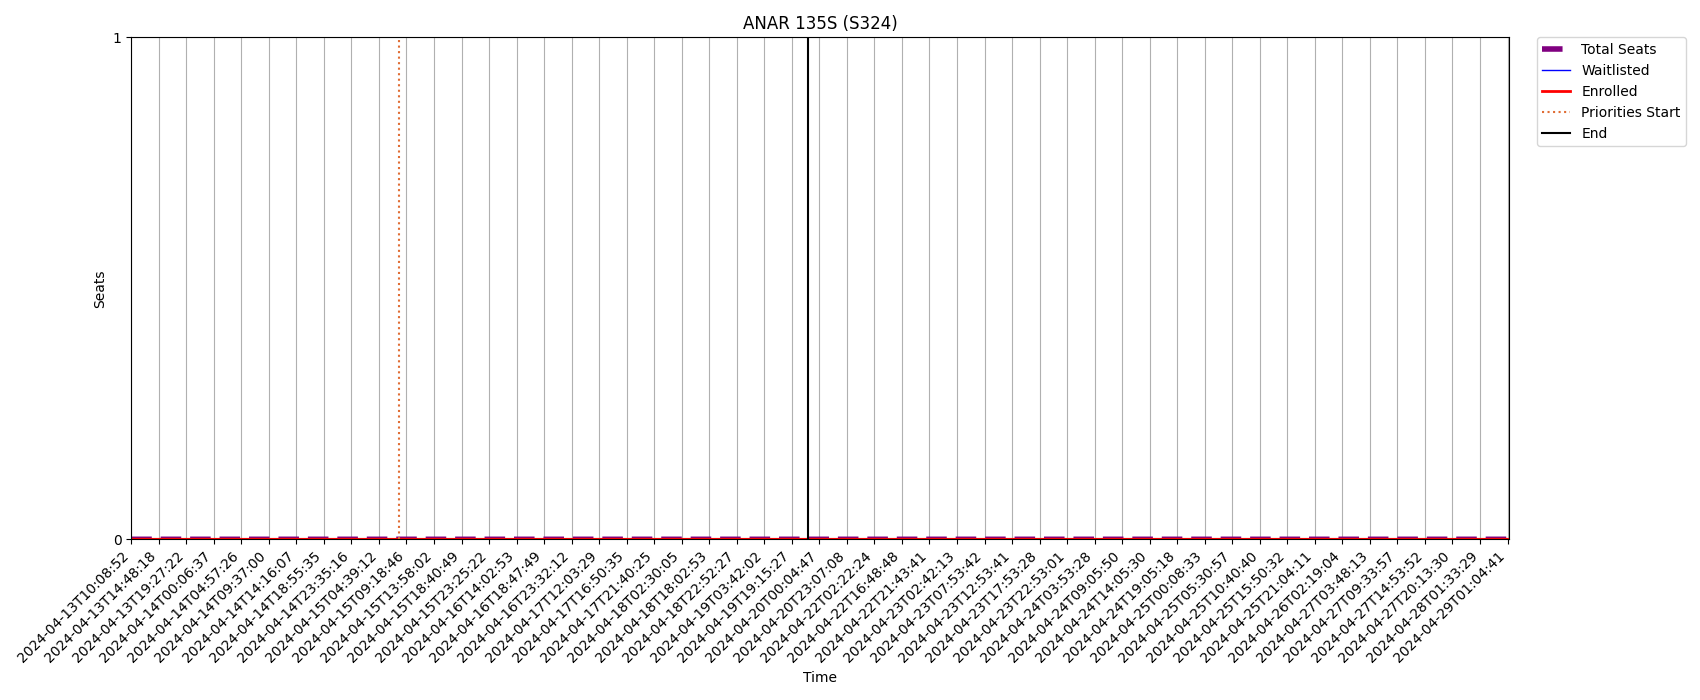 ANAR 135S (S324)
1
0
Seats
Total Seats
Waitlisted
Enrolled
Priorities Start
End
2024-04-13T10:08:52
2024-04-13T14:48:18
2024-04-13T19:27:22
2024-04-14T00:06:37
2024-04-14T04:57:26
2024-04-14T09:37:00
2024-04-14T14:16:07
2024-04-14T18:55:35
2024-04-14T23:35:16
2024-04-15T04:39:12
2024-04-15T09:18:46
2024-04-15T13:58:02
2024-04-15T18:40:49
2024-04-15T23:25:22
2024-04-16T14:02:53
2024-04-16T18:47:49
2024-04-16T23:32:12
2024-04-17T12:03:29
2024-04-17T16:50:35
2024-04-17T21:40:25
2024-04-18T02:30:05
2024-04-18T18:02:53
2024-04-18T22:52:27
2024-04-19T03:42:02
2024-04-19T19:15:27
2024-04-20T00:04:47
2024-04-20T23:07:08
2024-04-22T02:22:24
2024-04-22T16:48:48
2024-04-22T21:43:41
2024-04-23T02:42:13
2024-04-23T07:53:42
2024-04-23T12:53:41
2024-04-23T17:53:28
2024-04-23T22:53:01
2024-04-24T03:53:28
2024-04-24T09:05:50
2024-04-24T14:05:30
2024-04-24T19:05:18
2024-04-25T00:08:33
2024-04-25T05:30:57
2024-04-25T10:40:40
2024-04-25T15:50:32
2024-04-25T21:04:11
2024-04-26T02:19:04
2024-04-27T03:48:13
2024-04-27T09:33:57
2024-04-27T14:53:52
2024-04-27T20:13:30
2024-04-28T01:33:29
2024-04-29T01:04:41
Time